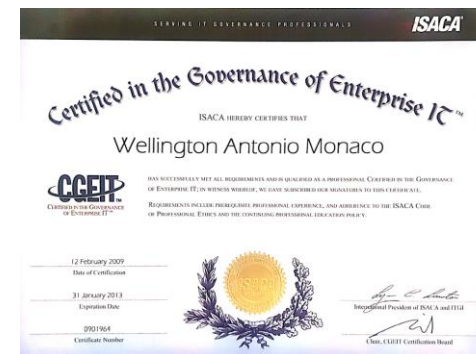 SERVING IT GOVERNANCE PROFESSIONALS
ISACA
Certified in the Governance of Enterprise IT™
ISACA HEREBY CERTIFIES THAT
Wellington Antonio Monaco
HAS SUCCESSFULLY MET ALL REQUIREMENTS AND IS QUALIFIED AS A PROFESSIONAL CERTIFIED IN THE GOVERNANCE
OF ENTERPRISE IT; IN WITNESS WHEREOF, WE HAVE SUBSCRIBED OUR SIGNATURES TO THIS CERTIFICATE.
REQUIREMENTS INCLUDE PREREQUISITE PROFESSIONAL EXPERIENCE, AND ADHERENCE TO THE ISACA CODE
OF PROFESSIONAL ETHICS AND THE CONTINUING PROFESSIONAL EDUCATION POLICY.
CGEIT™
CERTIFIED IN THE GOVERNANCE
OF ENTERPRISE IT™
12 February 2009
Date of Certification
31 January 2013
Expiration Date
0901964
Certificate Number
ISACA
International President of ISACA and ITGI
Chair, CGEIT Certification Board